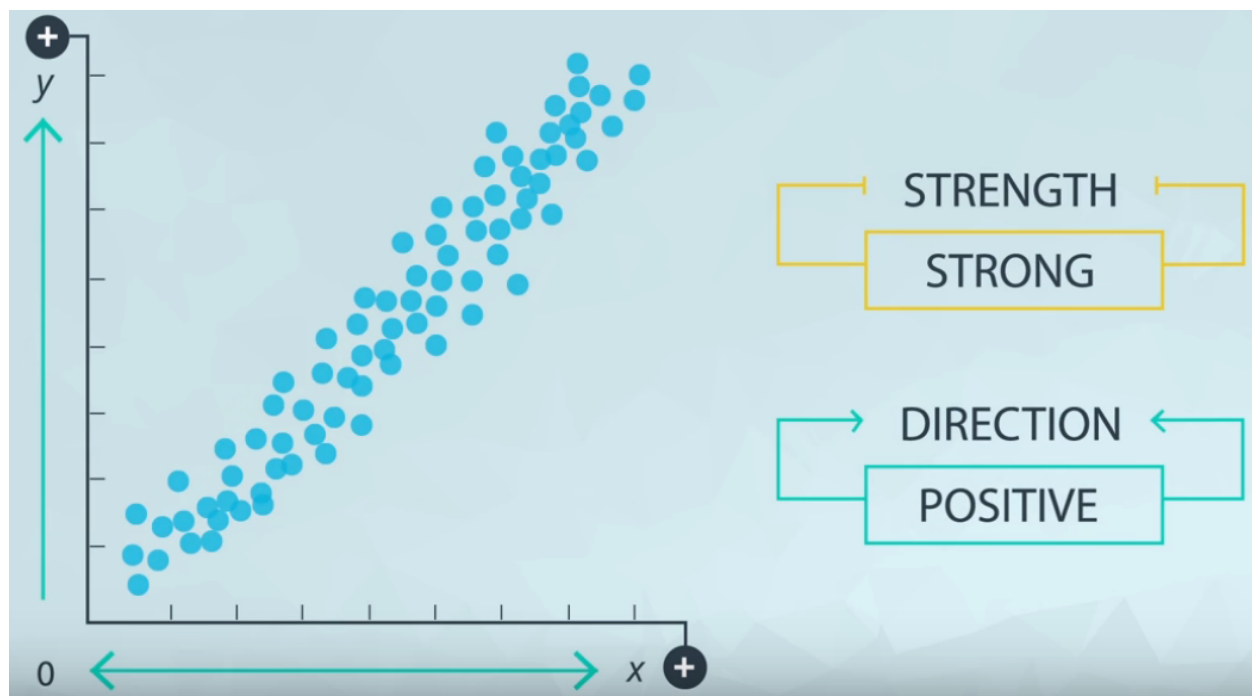 +
y
STRENGTH
STRONG
DIRECTION
POSITIVE
0
x
+